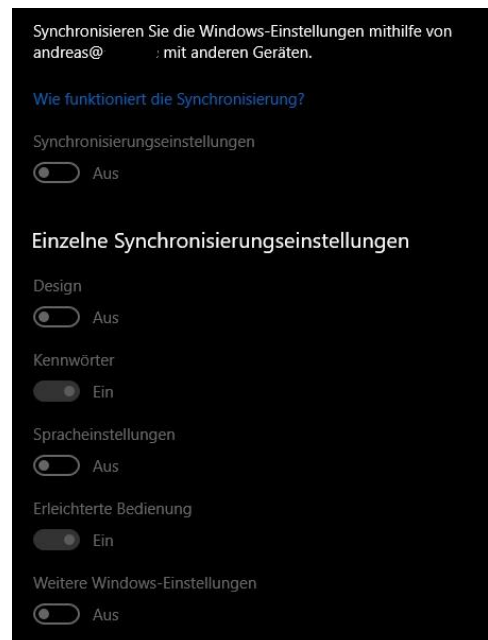 Synchronisieren Sie die Windows-Einstellungen mithilfe von
andreas@ mit anderen Geräten.
Wie funktioniert die Synchronisierung?
Synchronisierungseinstellungen
Aus
Einzelne Synchronisierungseinstellungen
Design
Aus
Kennwörter
Ein
Spracheinstellungen
Aus
Erleichterte Bedienung
Ein
Weitere Windows-Einstellungen
Aus